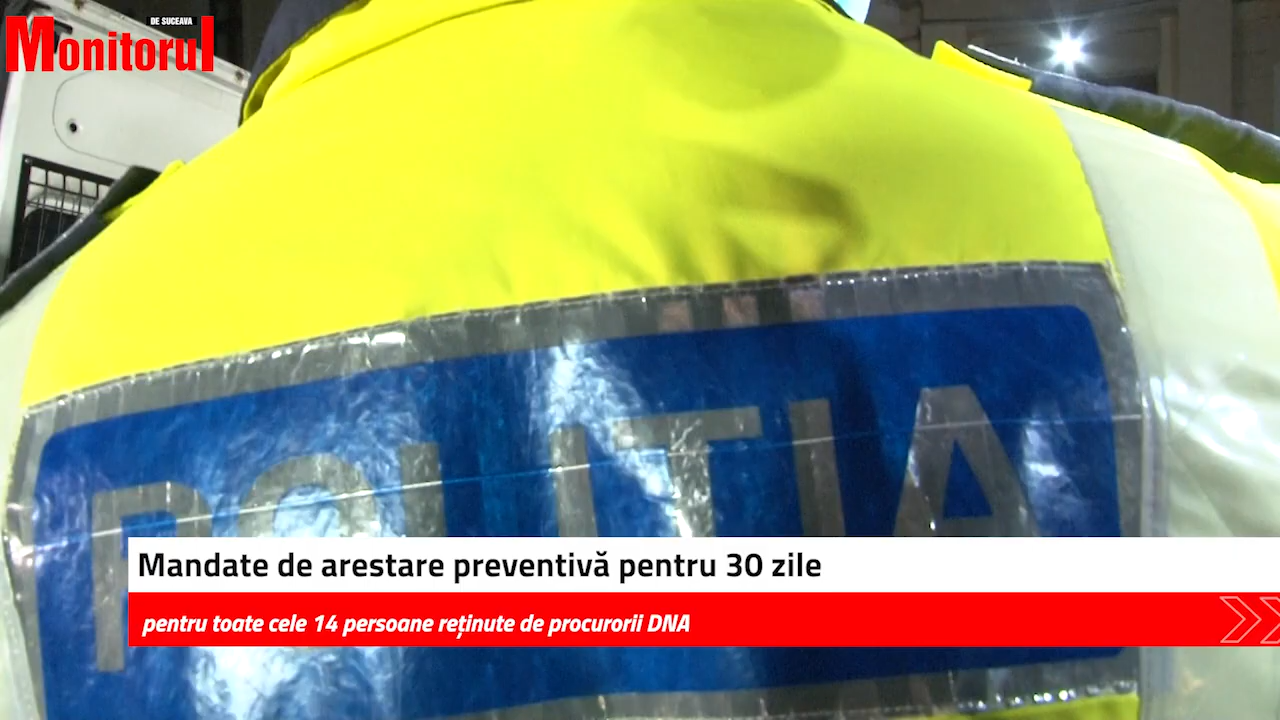 DE SUCEAVA
Monitorul
POLITIA
Mandate de arestare preventivă pentru 30 zile
pentru toate cele 14 persoane reținute de procurorii DNA